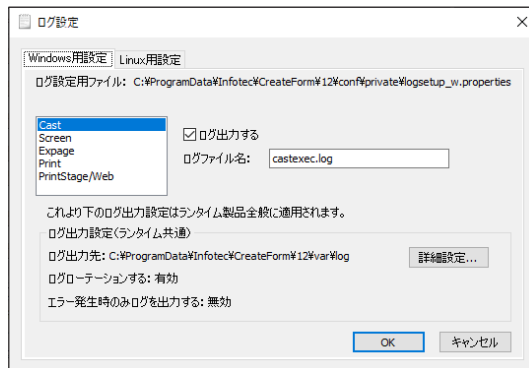 ログ設定
Windows用設定 Linux用設定
ログ設定用ファイル: C:¥ProgramData¥Infotec¥CreateForm¥12¥conf¥private¥logsetup_w.properties
Cast
Screen
Expage
Print
PrintStage/Web
ログ出力する
ログファイル名: castexec.log
これより下のログ出力設定はランタイム製品全般に適用されます。
ログ出力設定(ランタイム共通)
ログ出力先: C:¥ProgramData¥Infotec¥CreateForm¥12¥var¥log
詳細設定...
ログローテーションする: 有効
エラー発生時のみログを出力する: 無効
OK キャンセル